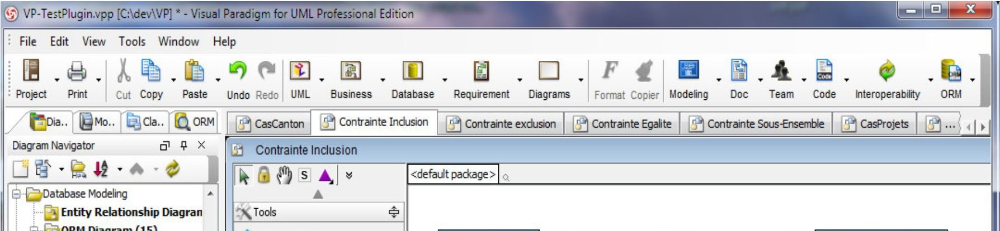 VP-TestPlugin.vpp [C:\dev\VP] * - Visual Paradigm for UML Professional Edition
File Edit View Tools Window Help
Project Print Cut Copy Paste Undo Redo UML Business Database Requirement Diagrams Format Copier Modeling Doc Team Code Interoperability ORM
Dia.. Mo.. Cla.. ORM CasCanton Contrainte Inclusion Contrainte exclusion Contrainte Egalite Contrainte Sous-Ensemble CasProjets ...
Diagram Navigator
Contrainte Inclusion
S
<default package>
Database Modeling
Tools
Entity Relationship Diagran
ORM Diagram (15)